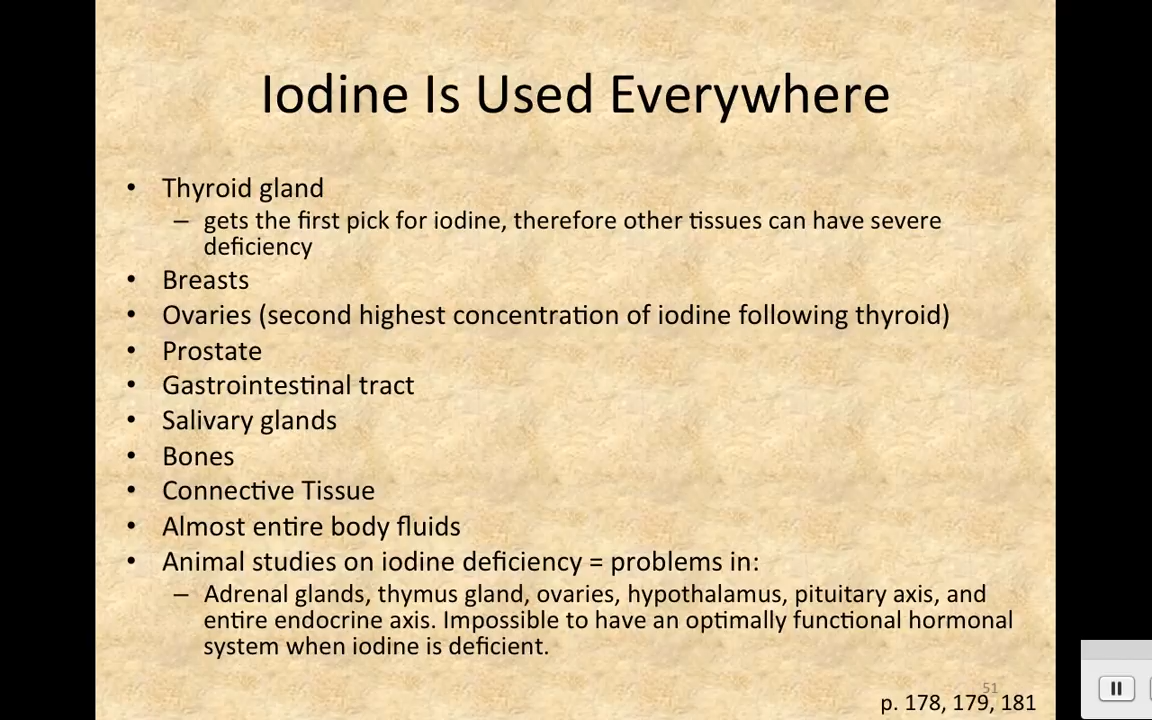 Iodine Is Used Everywhere
• Thyroid gland
– gets the first pick for iodine, therefore other tissues can have severe
deficiency
• Breasts
• Ovaries (second highest concentration of iodine following thyroid)
• Prostate
• Gastrointestinal tract
• Salivary glands
• Bones
• Connective Tissue
• Almost entire body fluids
• Animal studies on iodine deficiency = problems in:
– Adrenal glands, thymus gland, ovaries, hypothalamus, pituitary axis, and
entire endocrine axis. Impossible to have an optimally functional hormonal
system when iodine is deficient.
51
p. 178, 179, 181